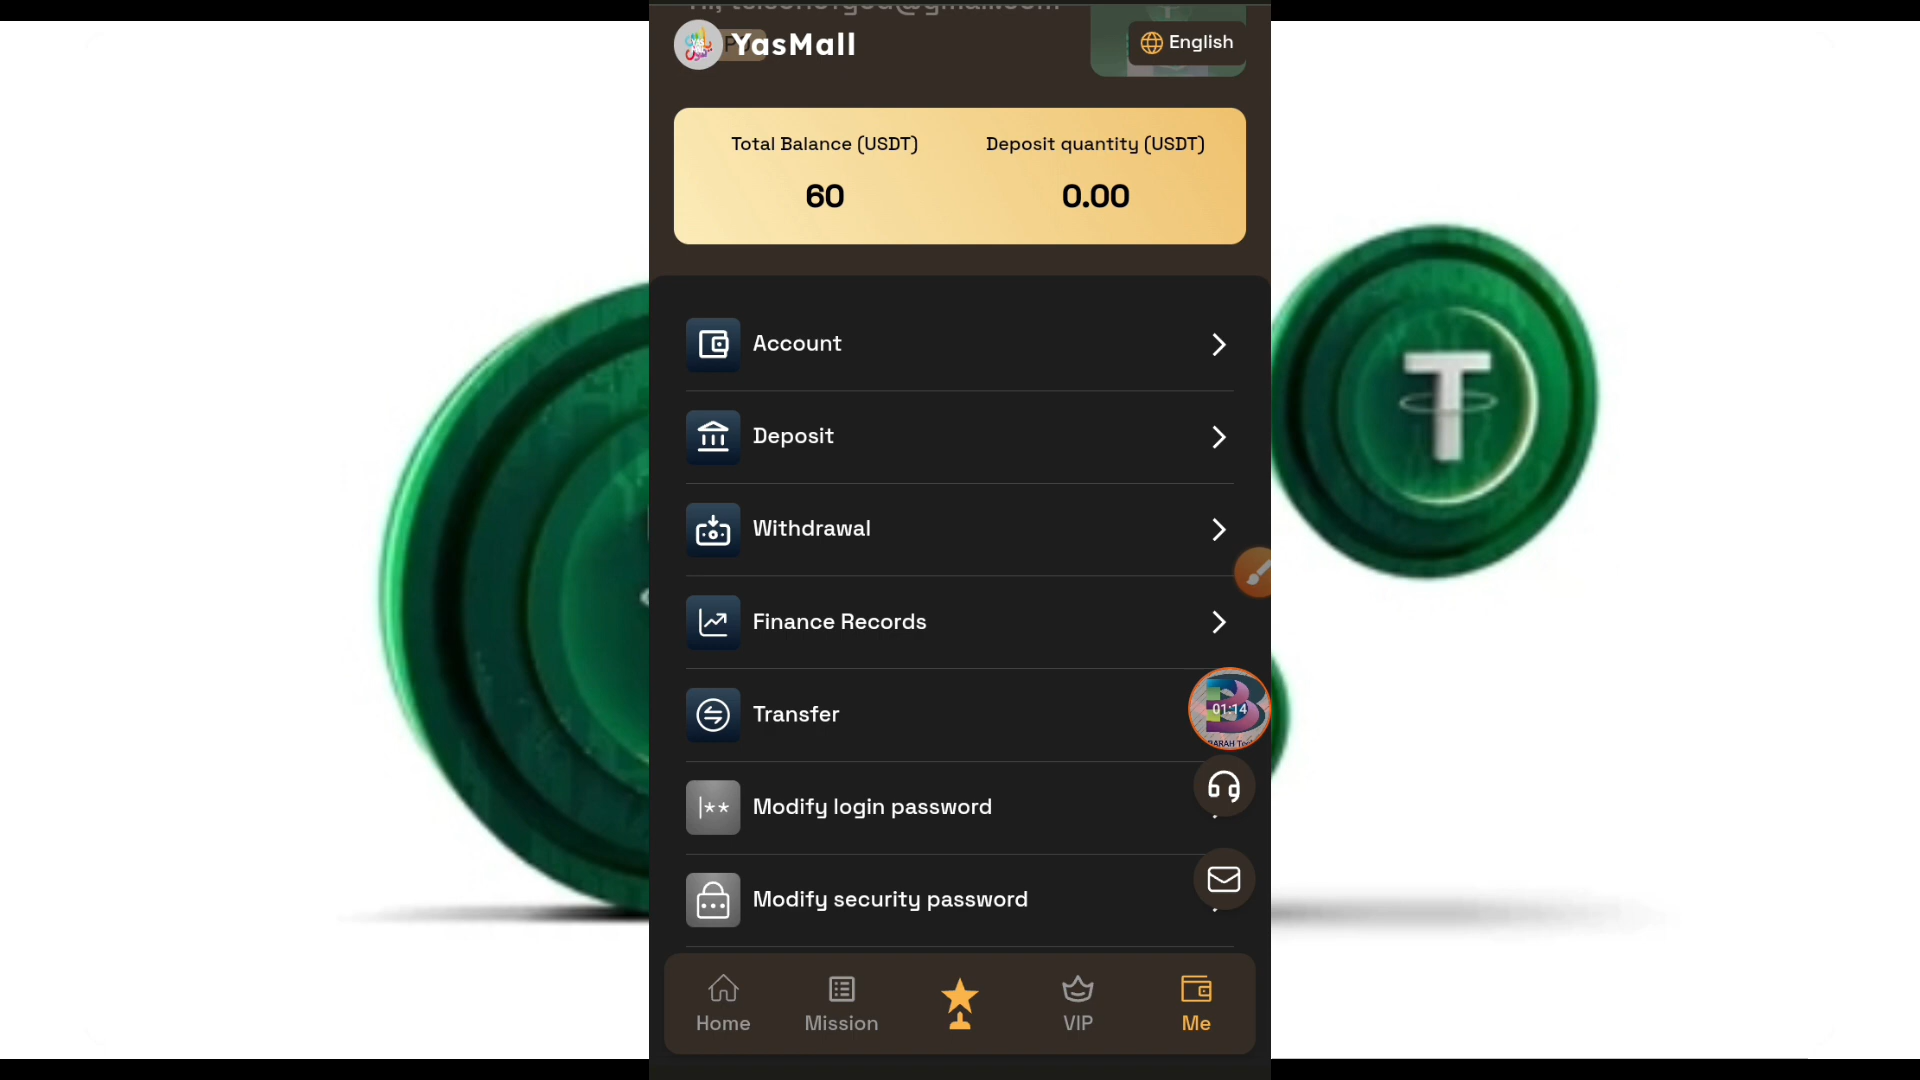 YasMall
English
Total Balance (USDT)
Deposit quantity (USDT)
60
0.00
Account
Deposit
Withdrawal
Finance Records
Transfer
01:14
Modify login password
Modify security password
Home
Mission
VIP
Me